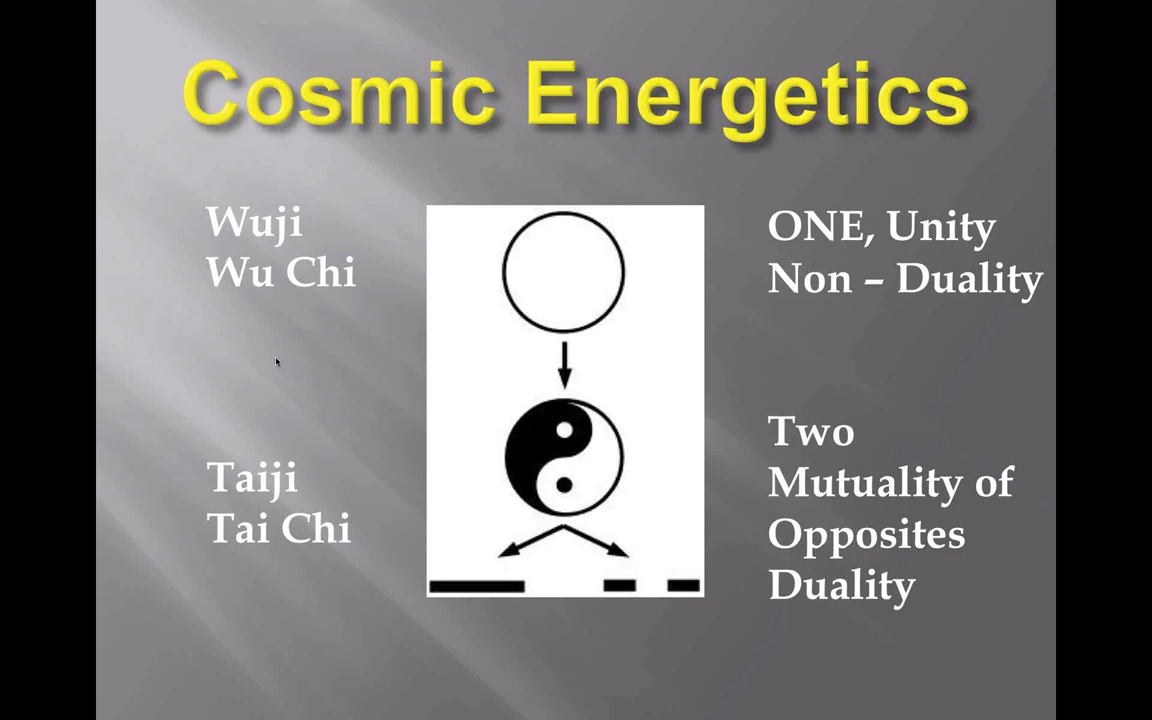 Cosmic Energetics
Wuji
Wu Chi
ONE, Unity
Non – Duality
Taiji
Tai Chi
Two
Mutuality of
Opposites
Duality